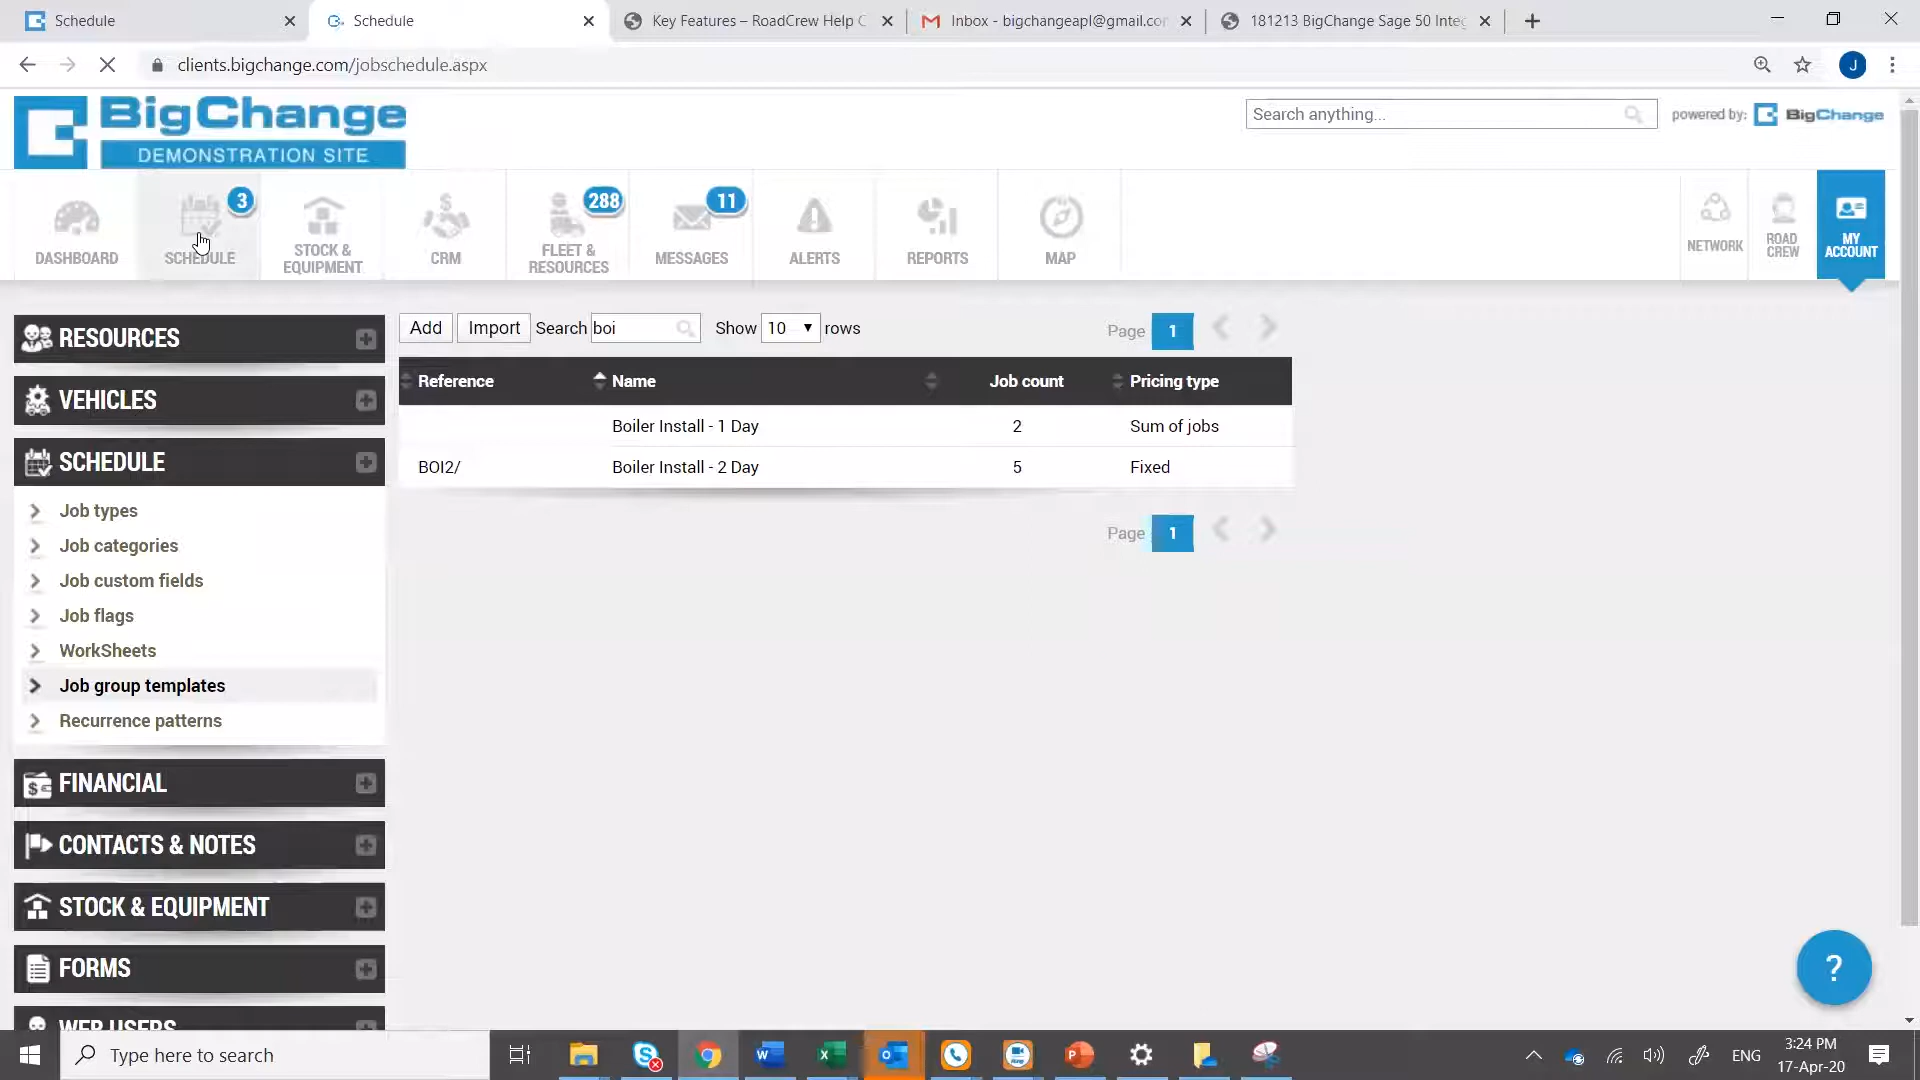 Schedule
Schedule
Key Features – RoadCrew Help C
Inbox - bigchangeapl@gmail.co
181213 BigChange Sage 50 Integ
clients.bigchange.com/jobschedule.aspx
J
BigChange
DEMONSTRATION SITE
Search anything...
powered by: BigChange
DASHBOARD
3
SCHEDULE
STOCK & EQUIPMENT
CRM
288
FLEET & RESOURCES
11
MESSAGES
ALERTS
REPORTS
MAP
NETWORK
ROAD CREW
MY ACCOUNT
RESOURCES
VEHICLES
SCHEDULE
Job types
Job categories
Job custom fields
Job flags
WorkSheets
Job group templates
Recurrence patterns
FINANCIAL
CONTACTS & NOTES
STOCK & EQUIPMENT
FORMS
WEB USERS
Add Import Search boi Show 10 rows Page 1
Reference Name Job count Pricing type
Boiler Install - 1 Day 2 Sum of jobs
BOI2/ Boiler Install - 2 Day 5 Fixed
Page 1
?
Type here to search
ENG
3:24 PM
17-Apr-20